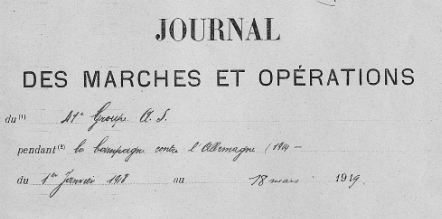 JOURNAL
DES MARCHES ET OPÉRATIONS
du (1) 41e Groupe A. S.
pendant (2) la Campagne contre l'Allemagne (1914 -
du 1er Janvier 1918 au 18 mars 1919.